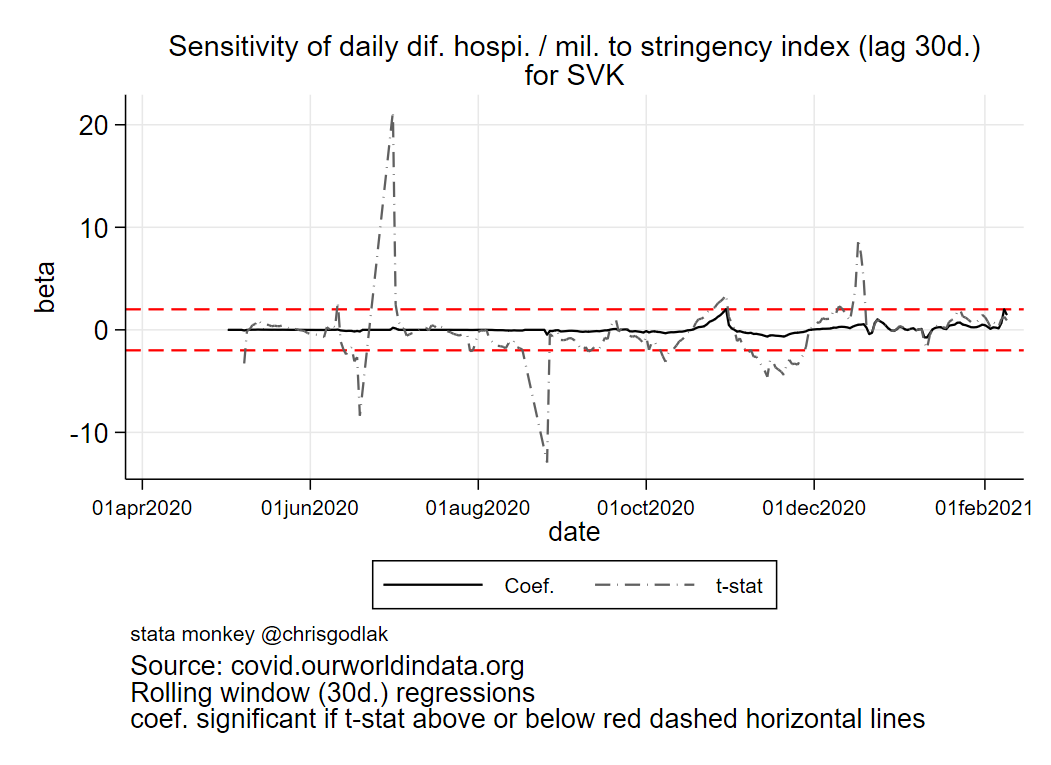 Sensitivity of daily dif. hospi. / mil. to stringency index (lag 30d.)
for SVK
20
10
0
-10
beta
01apr2020 01jun2020 01aug2020 01oct2020 01dec2020 01feb2021
date
Coef. t-stat
stata monkey @chrisgodlak
Source: covid.ourworldindata.org
Rolling window (30d.) regressions
coef. significant if t-stat above or below red dashed horizontal lines